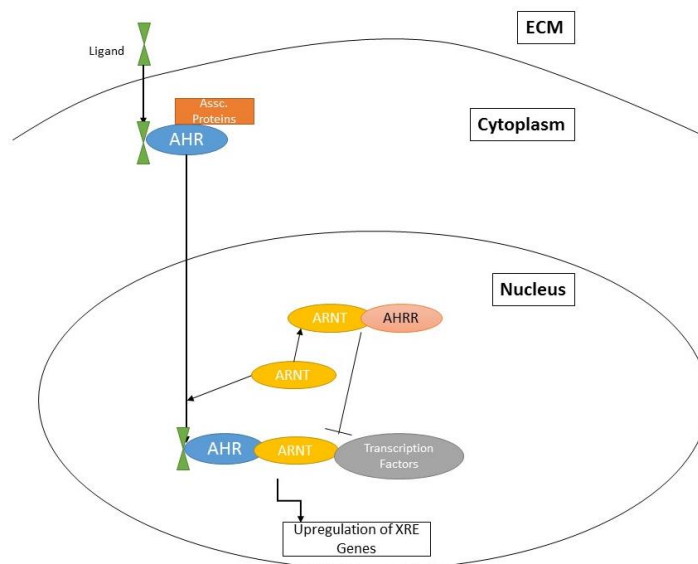 ECM
Ligand
Assc.
Proteins
Cytoplasm
AHR
Nucleus
ARNT
AHRR
ARNT
AHR
ARNT
Transcription
Factors
Upregulation of XRE
Genes